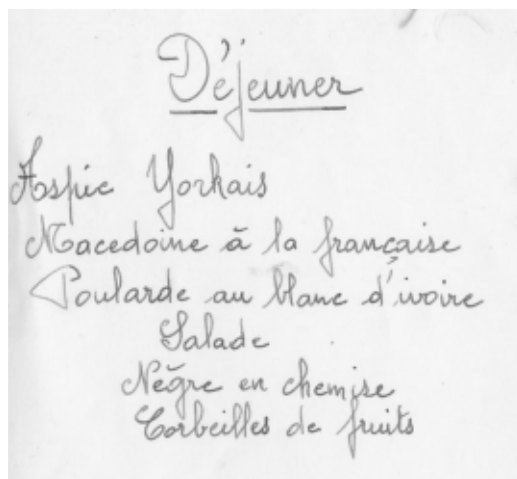 Déjeuner
Aspic Yorkais
Macedoine à la française
Poularde au blanc d'ivoire
Salade
Nègre en chemise
Corbeilles de fruits